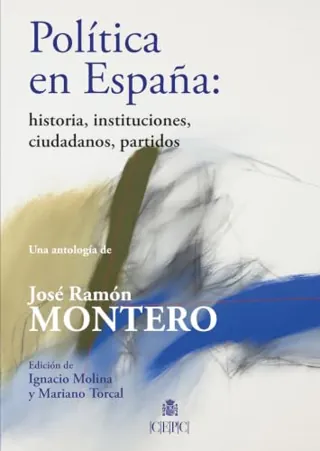 Política
en España:
historia, instituciones,
ciudadanos, partidos
Una antología de
José Ramón
MONTERO
Edición de
Ignacio Molina
y Mariano Torcal
|C|E|P|C|